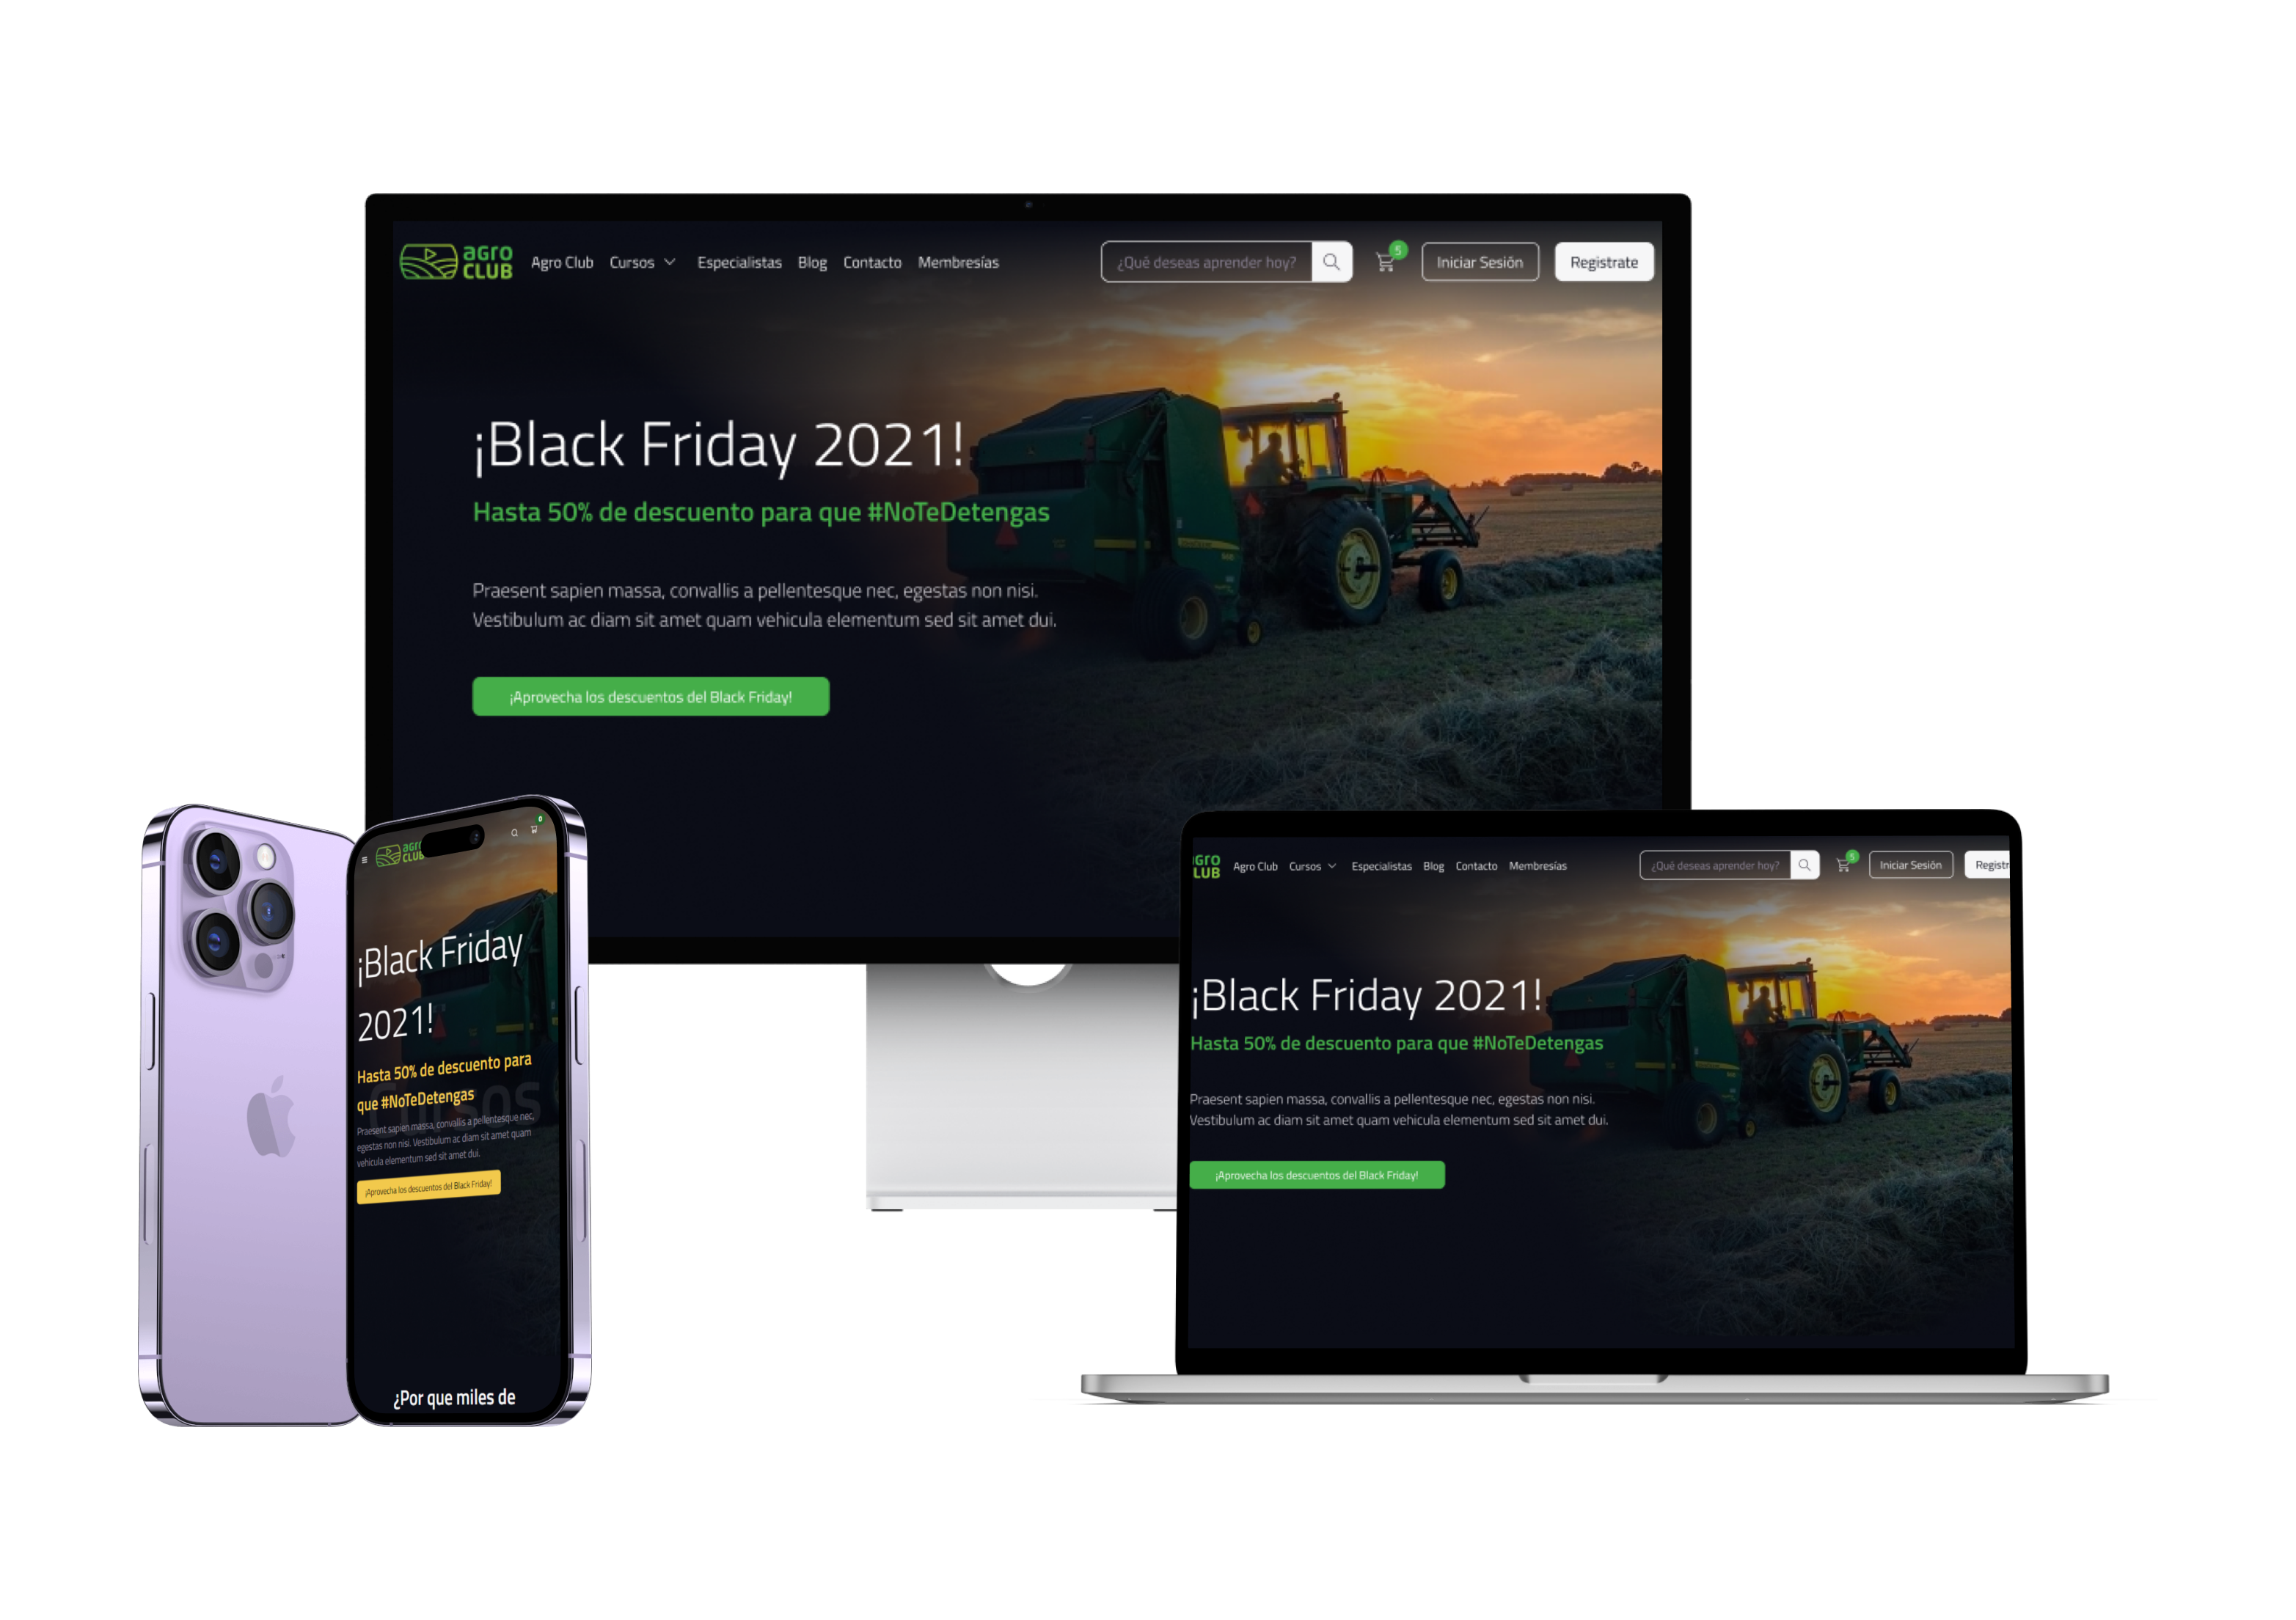 agro
CLUB
Agro Club Cursos Especialistas Blog Contacto Membresías
¿Qué deseas aprender hoy?
5
Iniciar Sesión
Registrate
¡Black Friday 2021!
Hasta 50% de descuento para que #NoTeDetengas
Praesent sapien massa, convallis a pellentesque nec, egestas non nisi.
Vestibulum ac diam sit amet quam vehicula elementum sed sit amet dui.
¡Aprovecha los descuentos del Black Friday!
agro
CLUB
0
¡Black Friday
2021!
Hasta 50% de descuento para
que #NoTeDetengas
Cursos
Praesent sapien massa, convallis a pellentesque nec,
egestas non nisi. Vestibulum ac diam sit amet quam
vehicula elementum sed sit amet dui.
¡Aprovecha los descuentos del Black Friday!
¿Por que miles de
gro
LUB
Agro Club Cursos Especialistas Blog Contacto Membresías
¿Qué deseas aprender hoy?
5
Iniciar Sesión
Registr
¡Black Friday 2021!
Hasta 50% de descuento para que #NoTeDetengas
Praesent sapien massa, convallis a pellentesque nec, egestas non nisi.
Vestibulum ac diam sit amet quam vehicula elementum sed sit amet dui.
¡Aprovecha los descuentos del Black Friday!